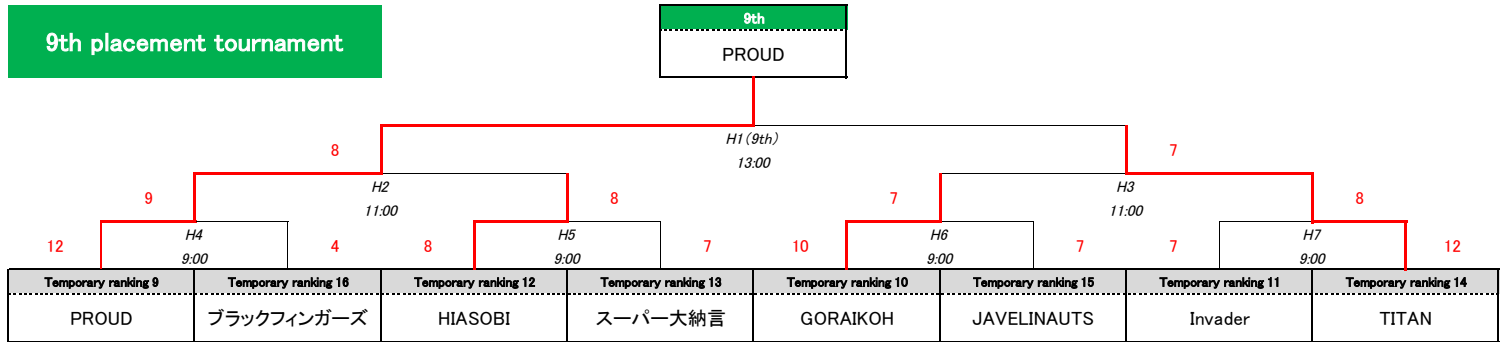 9th placement tournament
9th
PROUD
H1(9th)
13:00
8
7
H2
11:00
H3
11:00
9
8
7
8
H4
9:00
H5
9:00
H6
9:00
H7
9:00
12
4
8
7
10
7
7
12
Temporary ranking 9
Temporary ranking 16
Temporary ranking 12
Temporary ranking 13
Temporary ranking 10
Temporary ranking 15
Temporary ranking 11
Temporary ranking 14
PROUD
ブラックフィンガーズ
HIASOBI
スーパー大納言
GORAIKOH
JAVELINAUTS
Invader
TITAN